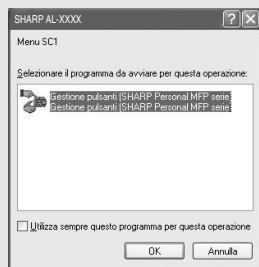 SHARP AL-XXXX
Menu SC1
Selezionare il programma da avviare per questa operazione:
Gestione pulsanti [SHARP Personal MFP serie
Gestione pulsanti [SHARP Personal MFP serie
Utilizza sempre questo programma per questa operazione
OK Annulla